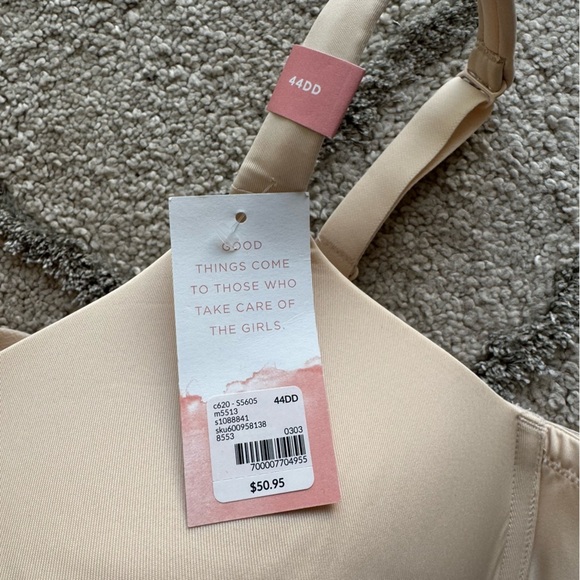 44DD
GOOD
THINGS COME
TO THOSE WHO
TAKE CARE OF
THE GIRLS.
c620 - S5605 44DD
m5513
s1088841
sku600958138
8553 0303
700007704955
$50.95